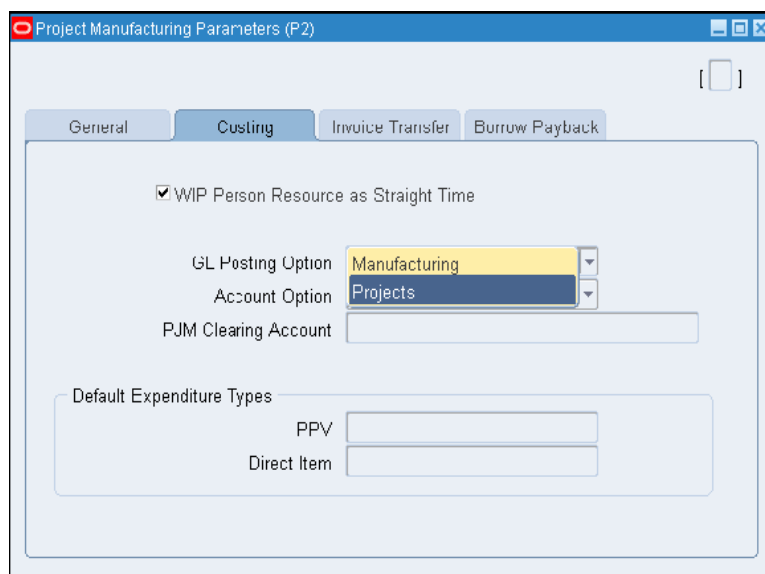 Project Manufacturing Parameters (P2)
[ ]
General Costing Invoice Transfer Borrow Payback
WIP Person Resource as Straight Time
GL Posting Option Manufacturing
Account Option Projects
PJM Clearing Account
Default Expenditure Types
PPV
Direct Item